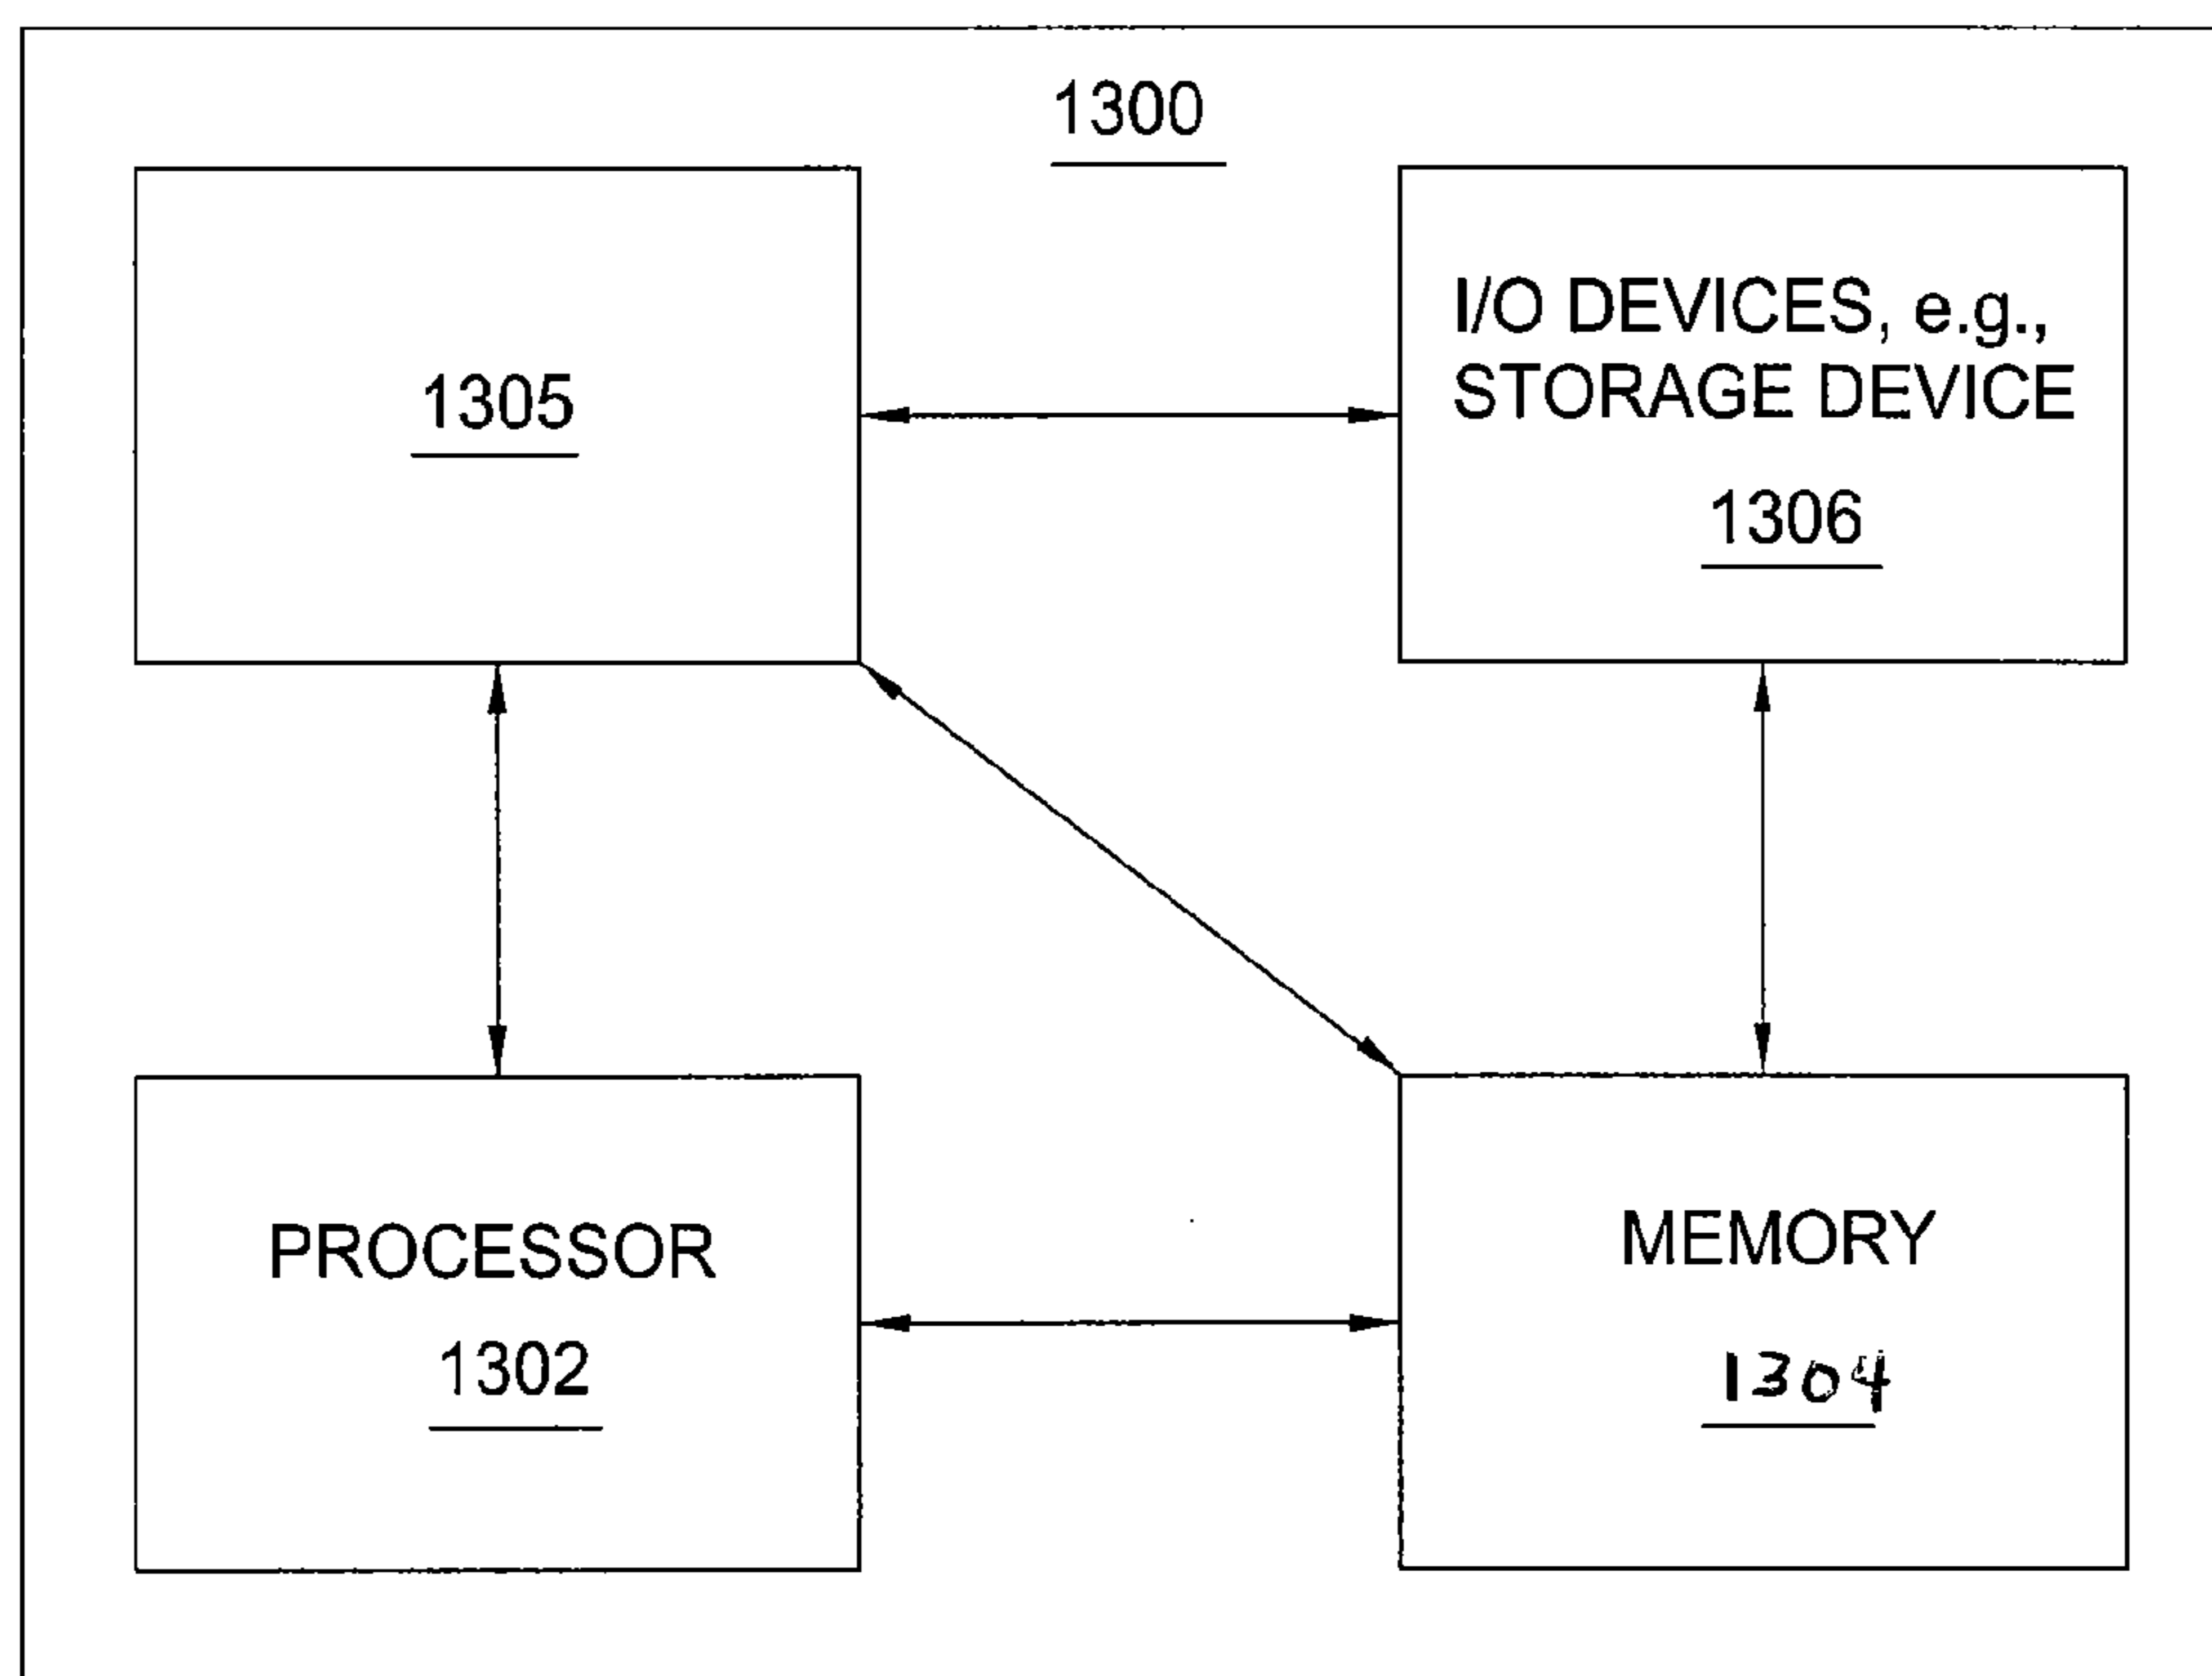 1300
1305
I/O DEVICES, e.g.,
STORAGE DEVICE
1306
PROCESSOR
1302
MEMORY
1304